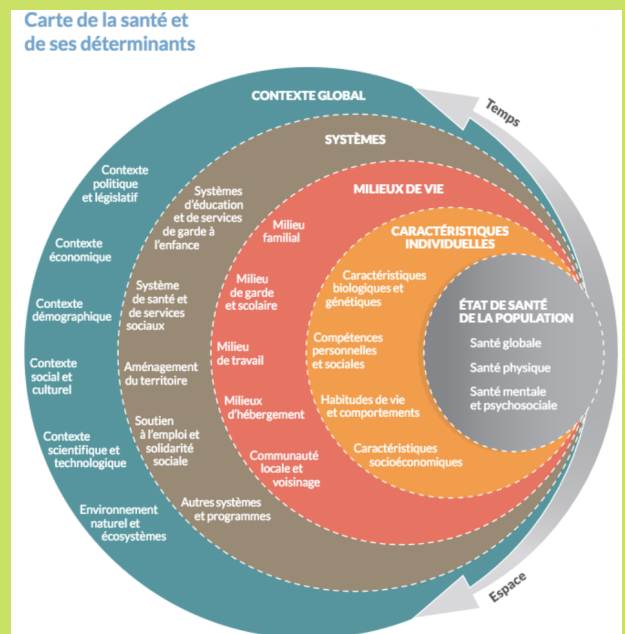 Carte de la santé et
de ses déterminants
CONTEXTE GLOBAL
Contexte
politique
et législatif
Contexte
économique
Contexte
démographique
Contexte
social et
culturel
Contexte
scientifique et
technologique
Environnement
naturel et
écosystèmes
SYSTÈMES
Systèmes
d'éducation
et de services
de garde à
l'enfance
Système
de santé et
de services
sociaux
Aménagement
du territoire
Soutien
à l'emploi et
solidarité
sociale
Autres systèmes
et programmes
MILIEUX DE VIE
Milieu
familial
Milieu
de garde
et scolaire
Milieu
de travail
Milieux
d'hébergement
Communauté
locale et
voisinage
CARACTÉRISTIQUES
INDIVIDUELLES
Caractéristiques
biologiques et
génétiques
Compétences
personnelles
et sociales
Habitudes de vie
et comportements
Caractéristiques
socioéconomiques
ÉTAT DE SANTÉ
DE LA POPULATION
Santé globale
Santé physique
Santé mentale
et psychosociale
Temps
Espace